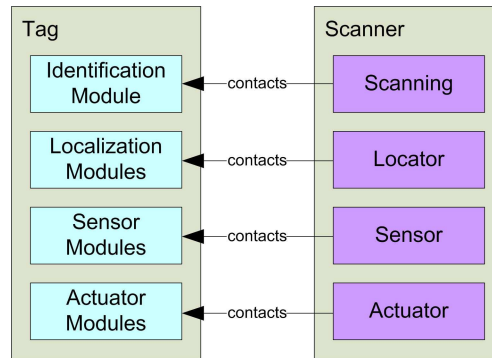 Tag
Scanner
Identification
Module
contacts
Scanning
Localization
Modules
contacts
Locator
Sensor
Modules
contacts
Sensor
Actuator
Modules
contacts
Actuator